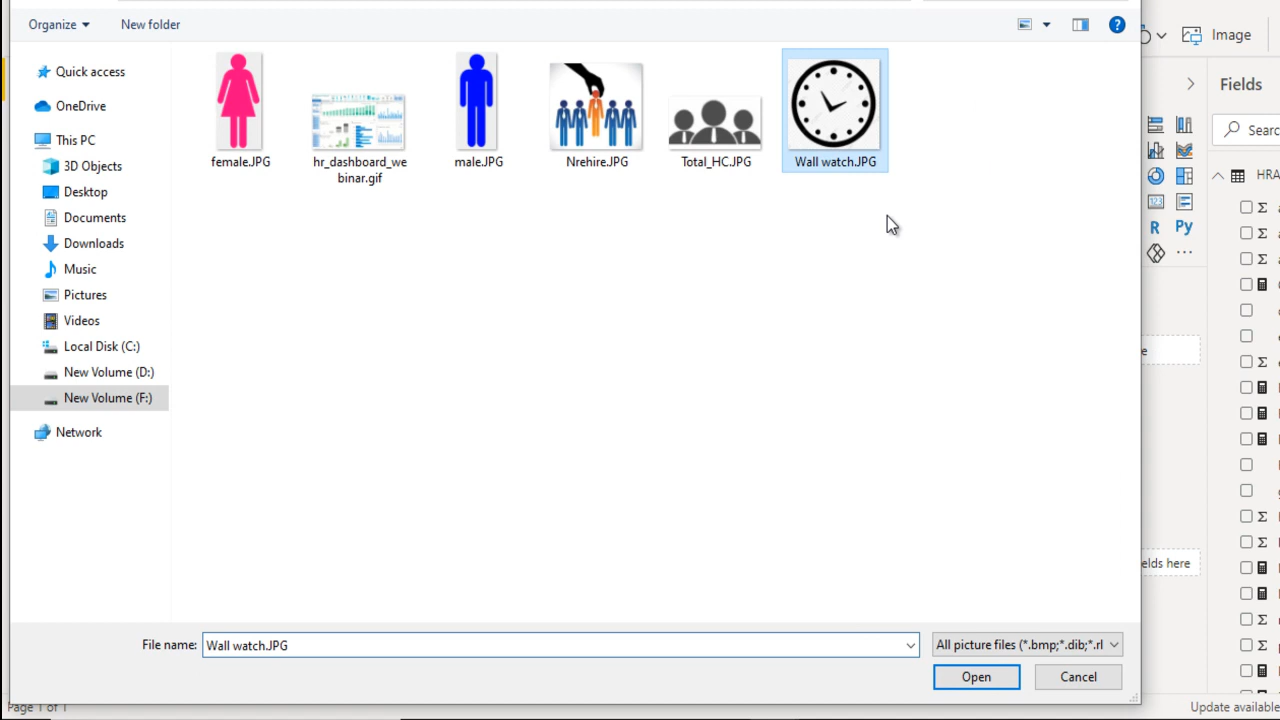 Organize
New folder
Image
Quick access
OneDrive
This PC
3D Objects
Desktop
Documents
Downloads
Music
Pictures
Videos
Local Disk (C:)
New Volume (D:)
New Volume (F:)
Network
female.JPG
hr_dashboard_we
binar.gif
male.JPG
Nrehire.JPG
Total_HC.JPG
Wall watch.JPG
Fields
Sear
HRA
123
R
Py
elds here
File name:
Wall watch.JPG
All picture files (*.bmp;*.dib;*.rl
Open
Cancel
Page 1 of 1
Update available